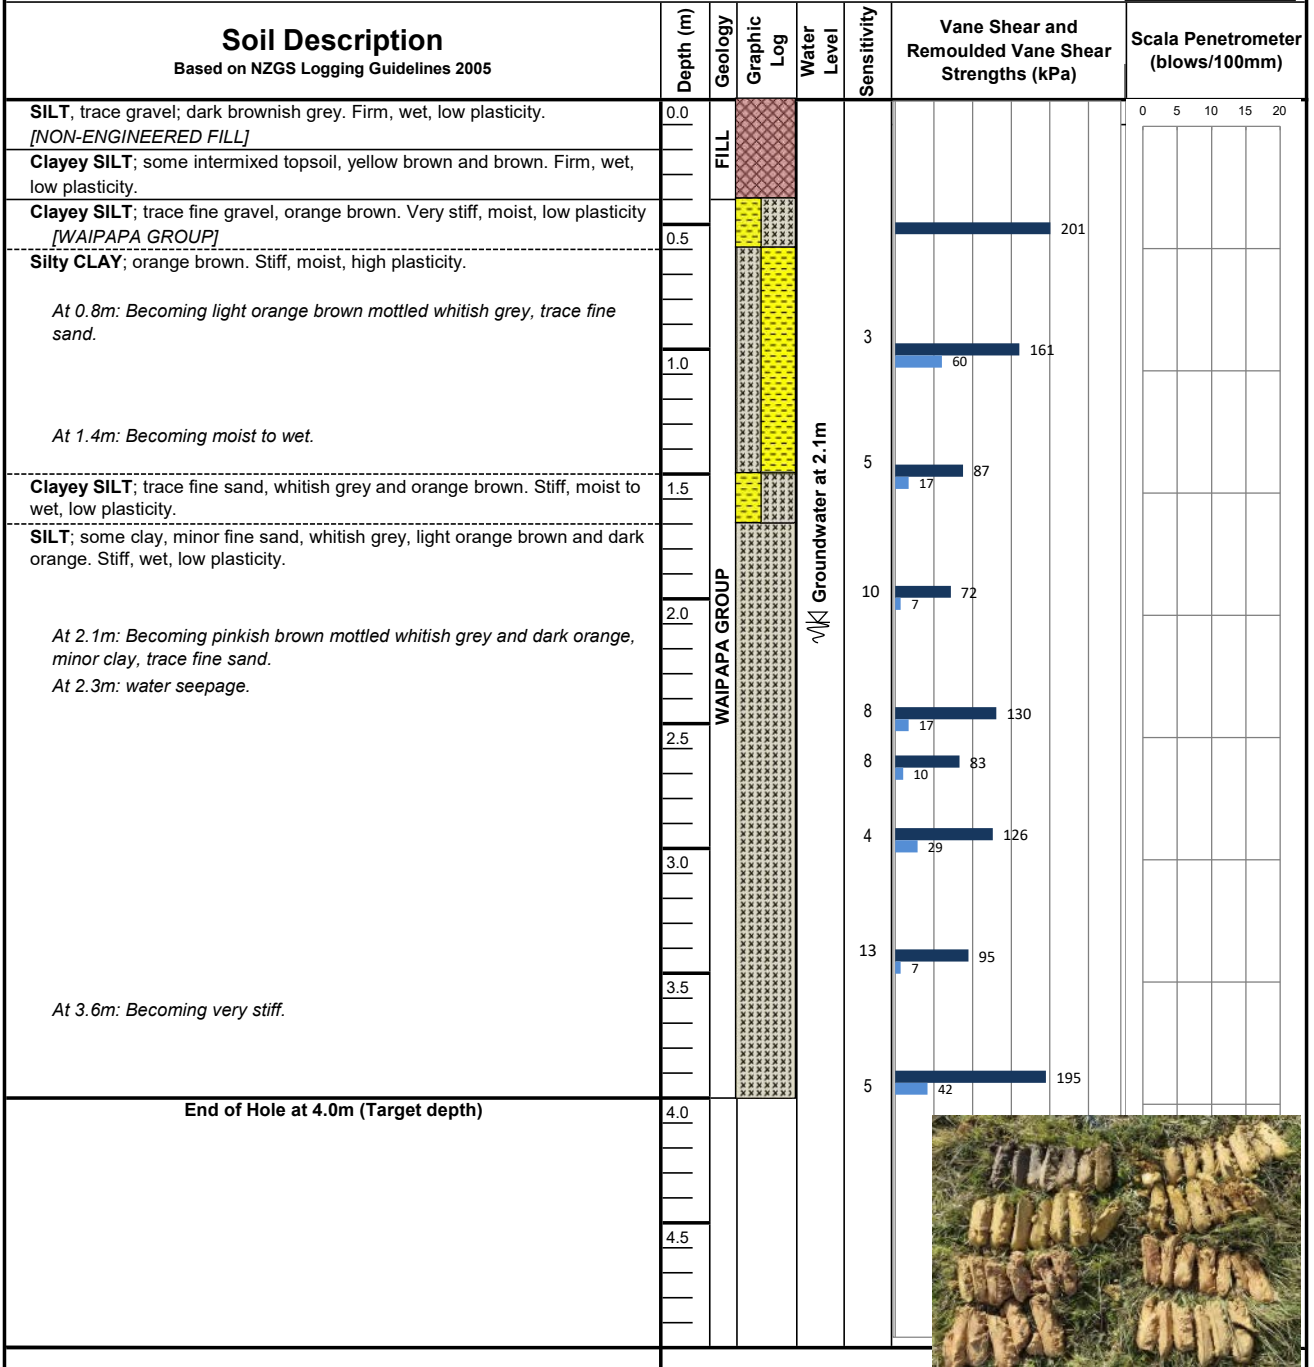 Soil Description
Based on NZGS Logging Guidelines 2005
Depth (m)
Geology
Graphic
Log
Water
Level
Sensitivity
Vane Shear and
Remoulded Vane Shear
Strengths (kPa)
Scala Penetrometer
(blows/100mm)
0 5 10 15 20
SILT, trace gravel; dark brownish grey. Firm, wet, low plasticity.
[NON-ENGINEERED FILL]
Clayey SILT; some intermixed topsoil, yellow brown and brown. Firm, wet,
low plasticity.
Clayey SILT; trace fine gravel, orange brown. Very stiff, moist, low plasticity
[WAIPAPA GROUP]
Silty CLAY; orange brown. Stiff, moist, high plasticity.
At 0.8m: Becoming light orange brown mottled whitish grey, trace fine
sand.
At 1.4m: Becoming moist to wet.
Clayey SILT; trace fine sand, whitish grey and orange brown. Stiff, moist to
wet, low plasticity.
SILT; some clay, minor fine sand, whitish grey, light orange brown and dark
orange. Stiff, wet, low plasticity.
At 2.1m: Becoming pinkish brown mottled whitish grey and dark orange,
minor clay, trace fine sand.
At 2.3m: water seepage.
At 3.6m: Becoming very stiff.
End of Hole at 4.0m (Target depth)
0.0
0.5
1.0
1.5
2.0
2.5
3.0
3.5
4.0
4.5
FILL
WAIPAPA GROUP
Groundwater at 2.1m
3
5
10
8
8
4
13
5
201
161
60
87
17
72
7
130
17
83
10
126
29
95
7
195
42